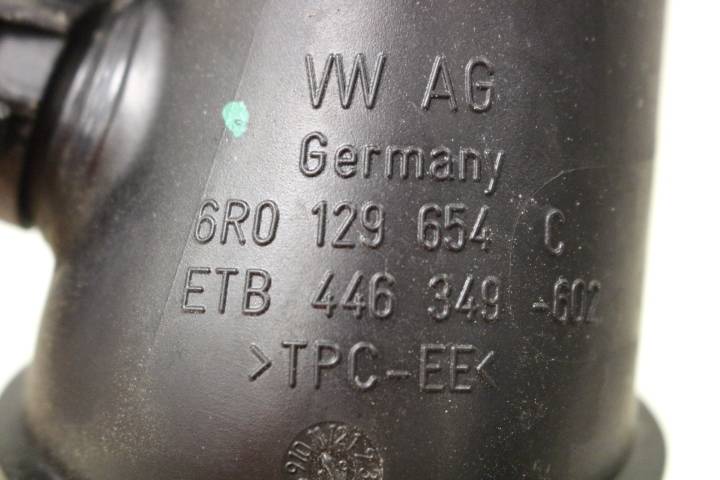 VW AG
Germany
6R0 129 654 C
ETB 446 349 -602
>TPC-EE<